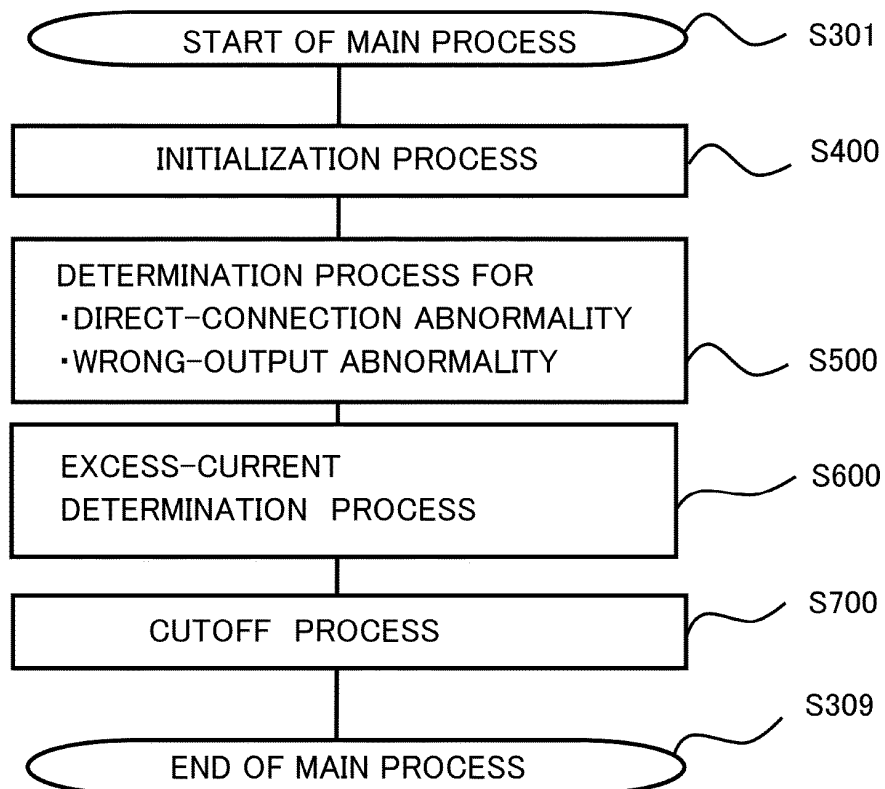 START OF MAIN PROCESS
S301
INITIALIZATION PROCESS
S400
DETERMINATION PROCESS FOR
・DIRECT-CONNECTION ABNORMALITY
・WRONG-OUTPUT ABNORMALITY
S500
EXCESS-CURRENT
DETERMINATION PROCESS
S600
CUTOFF PROCESS
S700
END OF MAIN PROCESS
S309